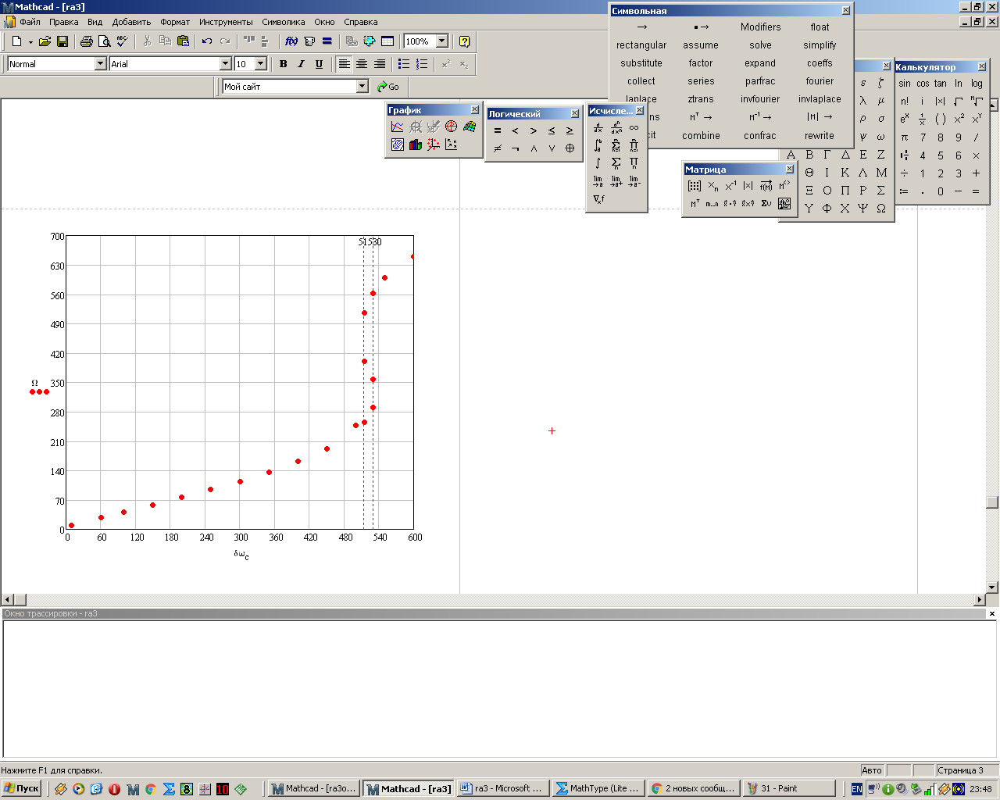 Mathcad - [ra3]
Файл Правка Вид Добавить Формат Инструменты Символика Окно Справка
100%
Normal Arial 10 B I U
Мой сайт Go
Символьная
→ ▪ → Modifiers float
rectangular assume solve simplify
substitute factor expand coeffs
collect series parfrac fourier
laplace ztrans invfourier invlaplace
Mᵀ → M⁻¹ → |M| →
combine confrac rewrite
График
Логический
= < > ≤ ≥
≠ ¬ ∧ ∨ ⊕
Исчисле...
Матрица
ε ζ
λ μ
ρ σ
ψ ω
Α Β Γ Δ Ε Ζ
Θ Ι Κ Λ Μ
Ξ Ο Π Ρ Σ
Υ Φ Χ Ψ Ω
Калькулятор
sin cos tan ln log
n! i |×| √ ⁿ√
eˣ 1/x ( ) x² xʸ
π 7 8 9 /
4 5 6 ×
÷ 1 2 3 +
:= . 0 − =
51530
700
630
560
490
420
350
280
210
140
70
0
Ω
0 60 120 180 240 300 360 420 480 540 600
δω_c
Окно трассировки - ra3
Нажмите F1 для справки.
Авто Страница 3
Пуск
Mathcad - [ra3o... Mathcad - [ra3] ra3 - Microsoft ... MathType (Lite ... 2 новых сообщ... 31 - Paint
EN 23:48